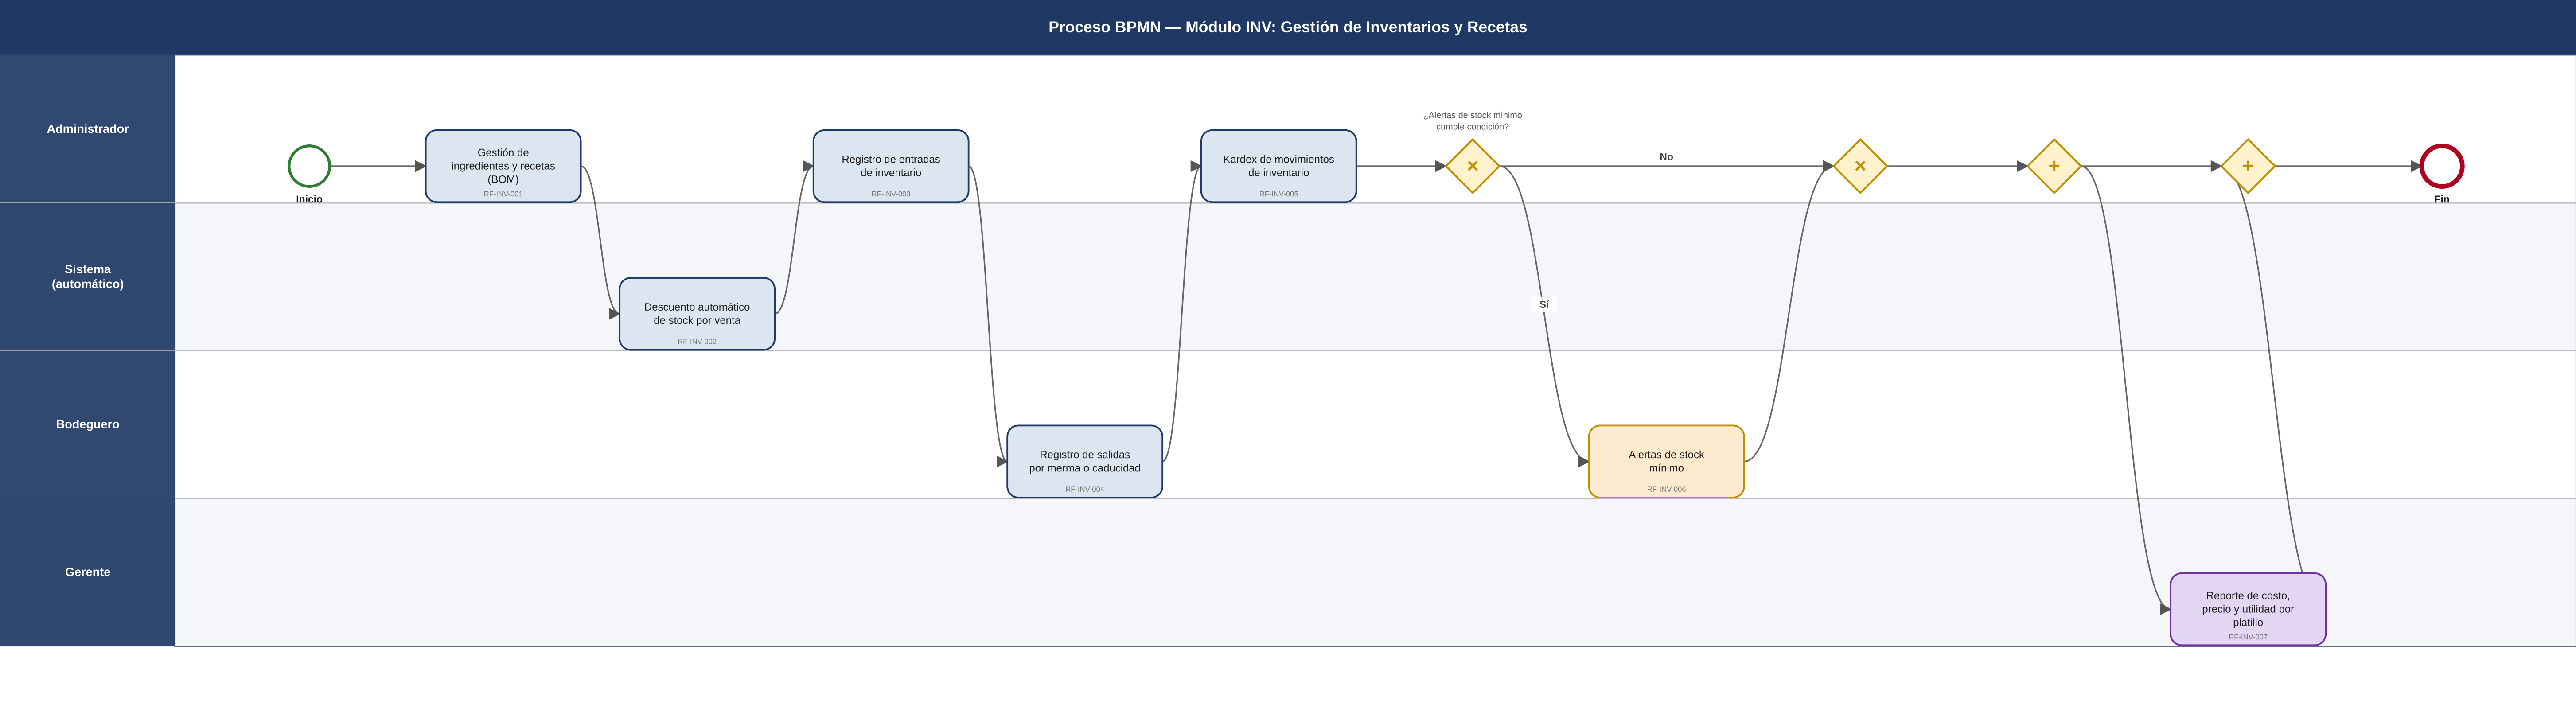 Proceso BPMN — Módulo INV: Gestión de Inventarios y Recetas
Administrador
¿Alertas de stock mínimo
cumple condición?
Inicio
Gestión de
ingredientes y recetas
(BOM)
RF-INV-001
Registro de entradas
de inventario
RF-INV-003
Kardex de movimientos
de inventario
RF-INV-005
No
Fin
Sistema
(automático)
Descuento automático
de stock por venta
RF-INV-002
Sí
Bodeguero
Registro de salidas
por merma o caducidad
RF-INV-004
Alertas de stock
mínimo
RF-INV-006
Gerente
Reporte de costo,
precio y utilidad por
platillo
RF-INV-007